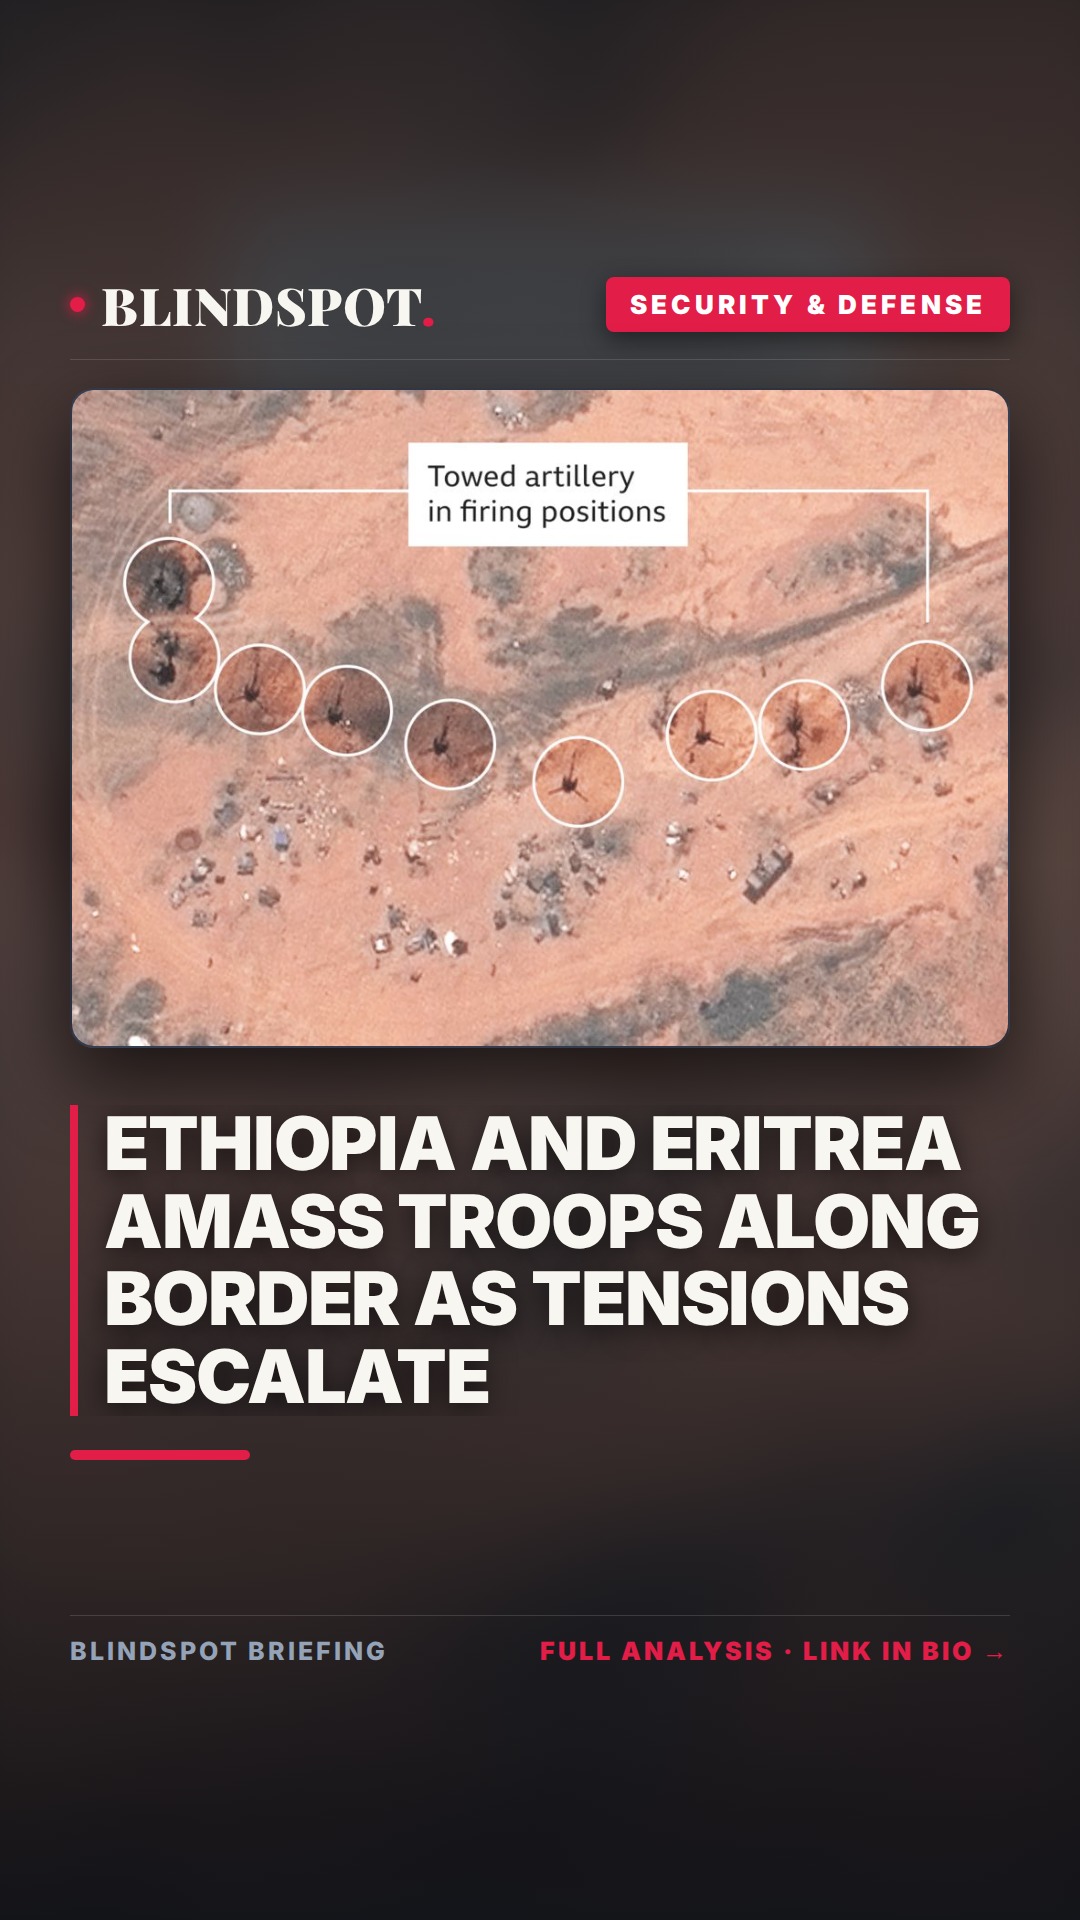 BLINDSPOT.
SECURITY & DEFENSE
Towed artillery
in firing positions
ETHIOPIA AND ERITREA
AMASS TROOPS ALONG
BORDER AS TENSIONS
ESCALATE
BLINDSPOT BRIEFING
FULL ANALYSIS · LINK IN BIO →